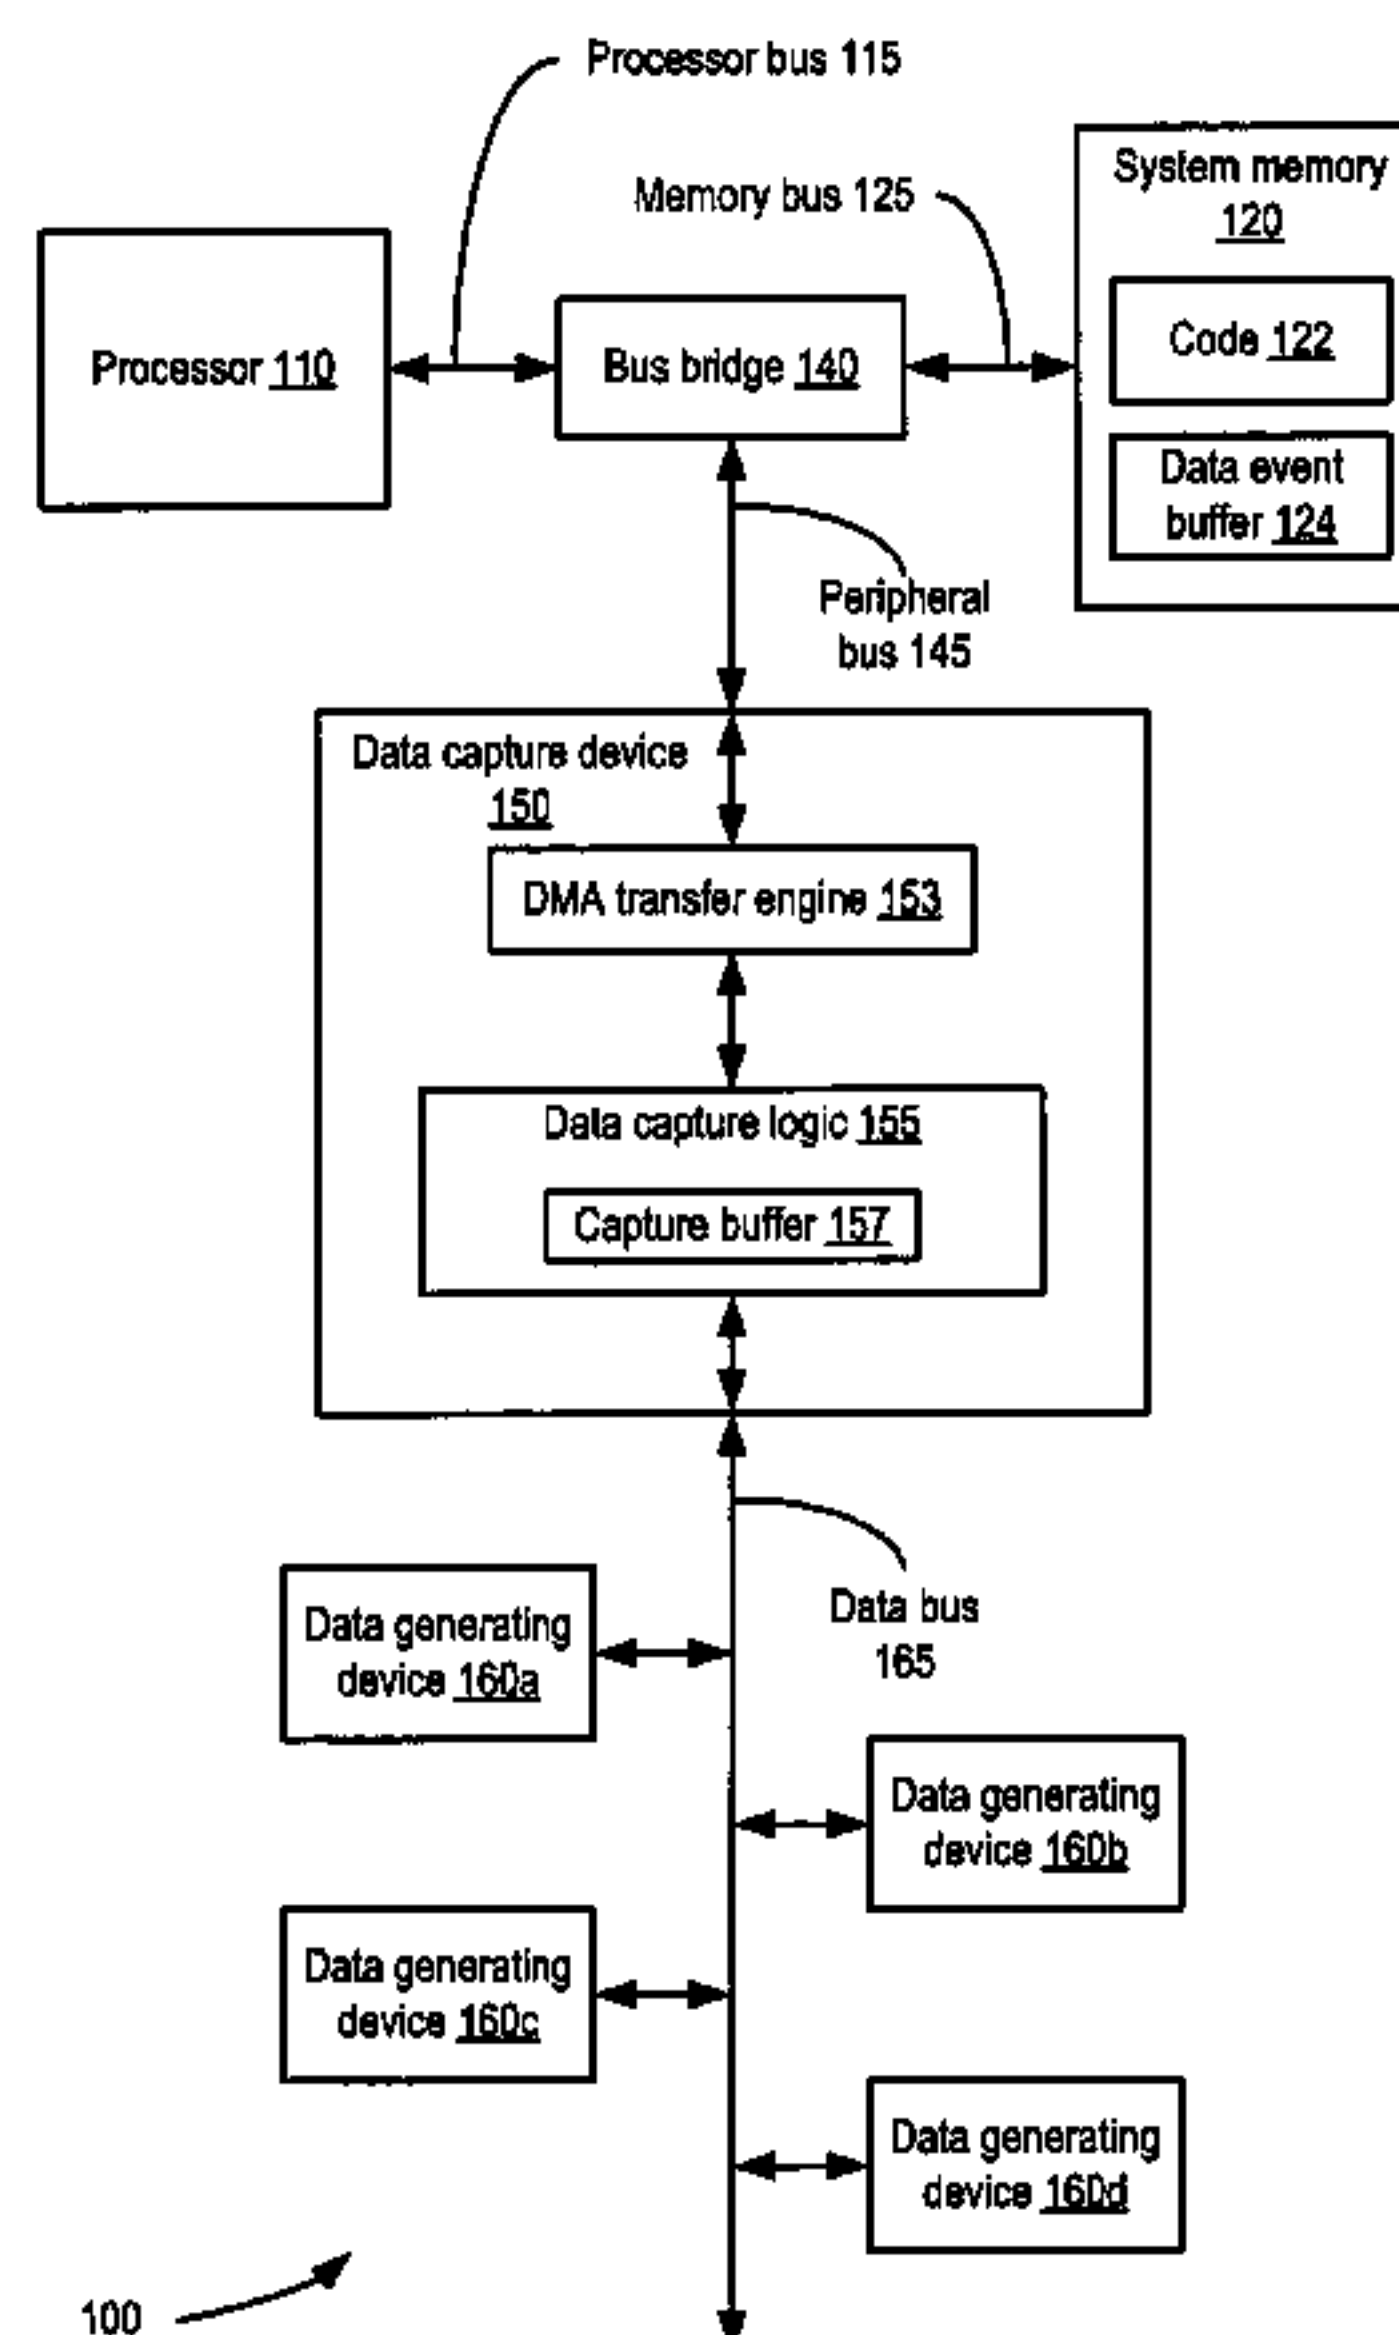 Processor bus 115
Memory bus 125
System memory
120
Processor 110
Bus bridge 140
Code 122
Data event
buffer 124
Peripheral
bus 145
Data capture device
150
DMA transfer engine 153
Data capture logic 155
Capture buffer 157
Data bus
165
Data generating
device 160a
Data generating
device 160b
Data generating
device 160c
Data generating
device 160d
100